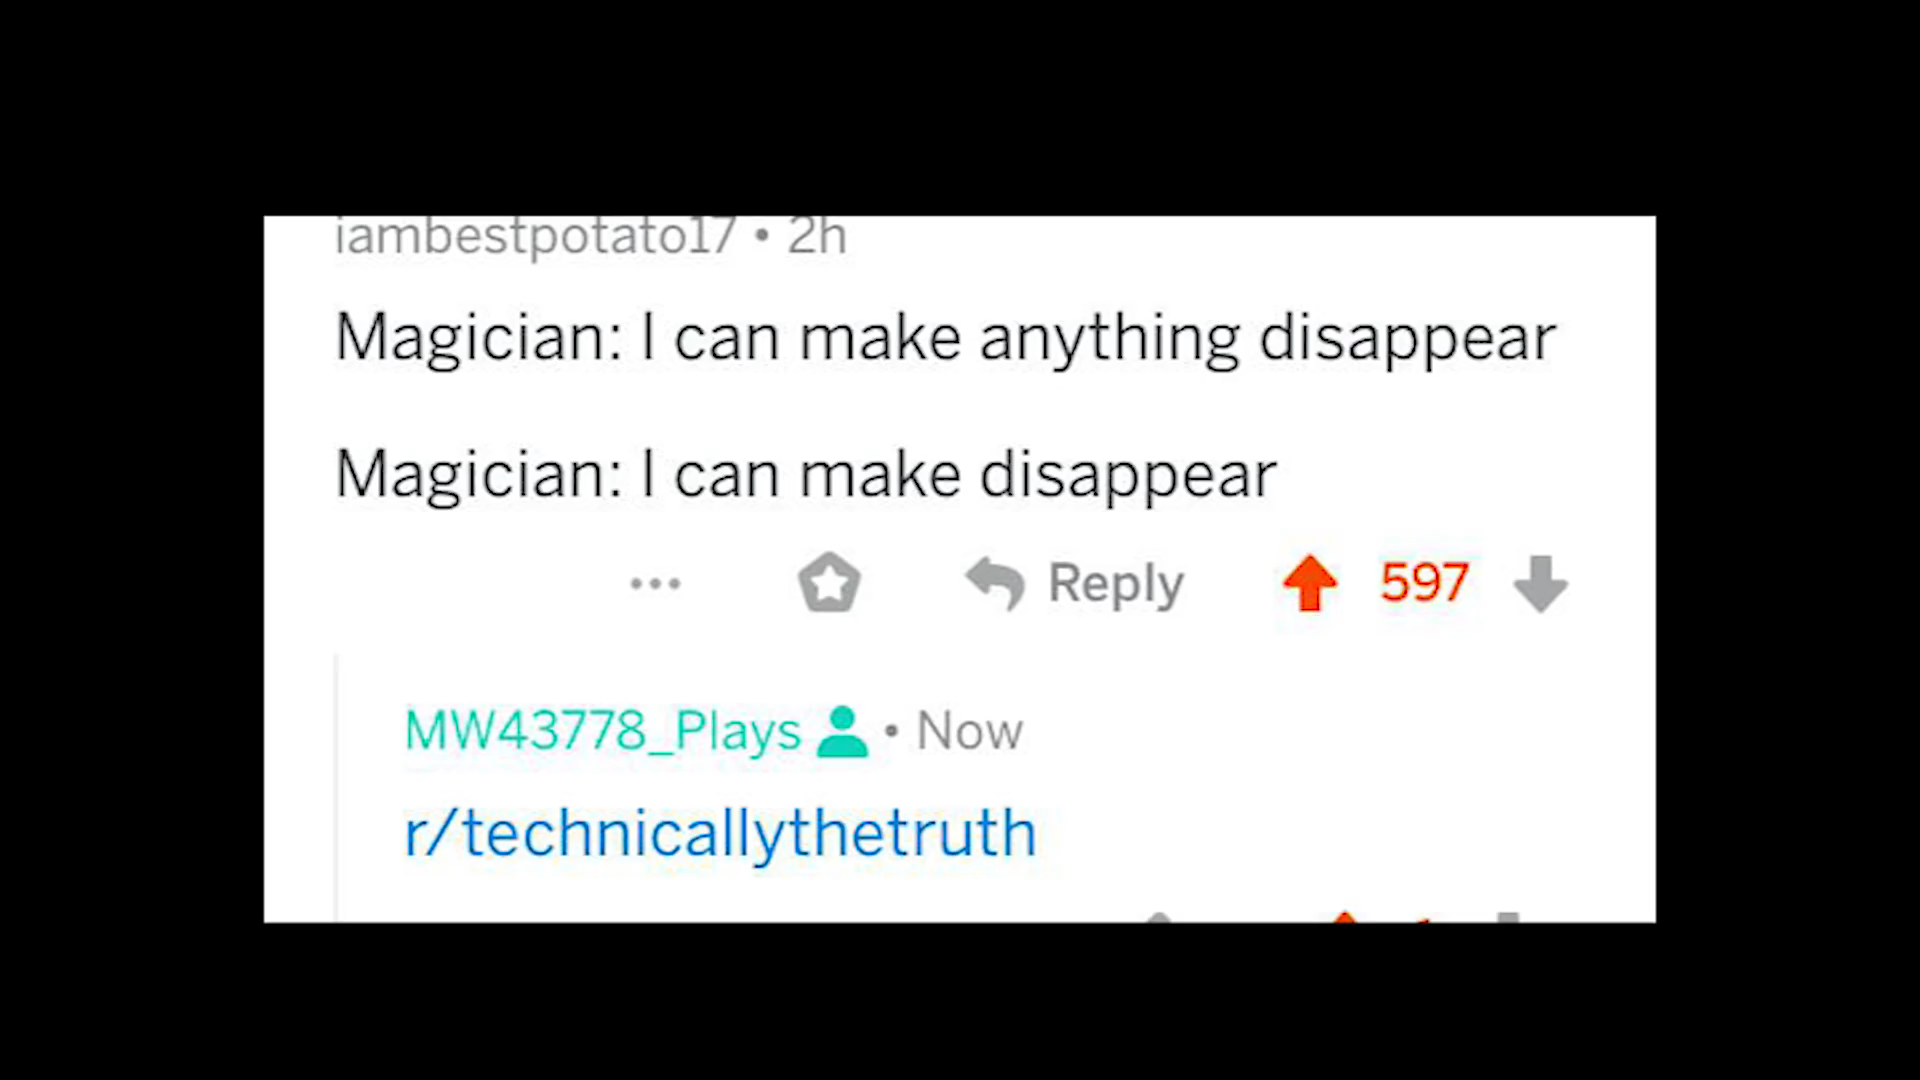 iambestpotato17 • 2h
Magician: I can make anything disappear
Magician: I can make disappear
... Reply 597
MW43778_Plays • Now
r/technicallythetruth